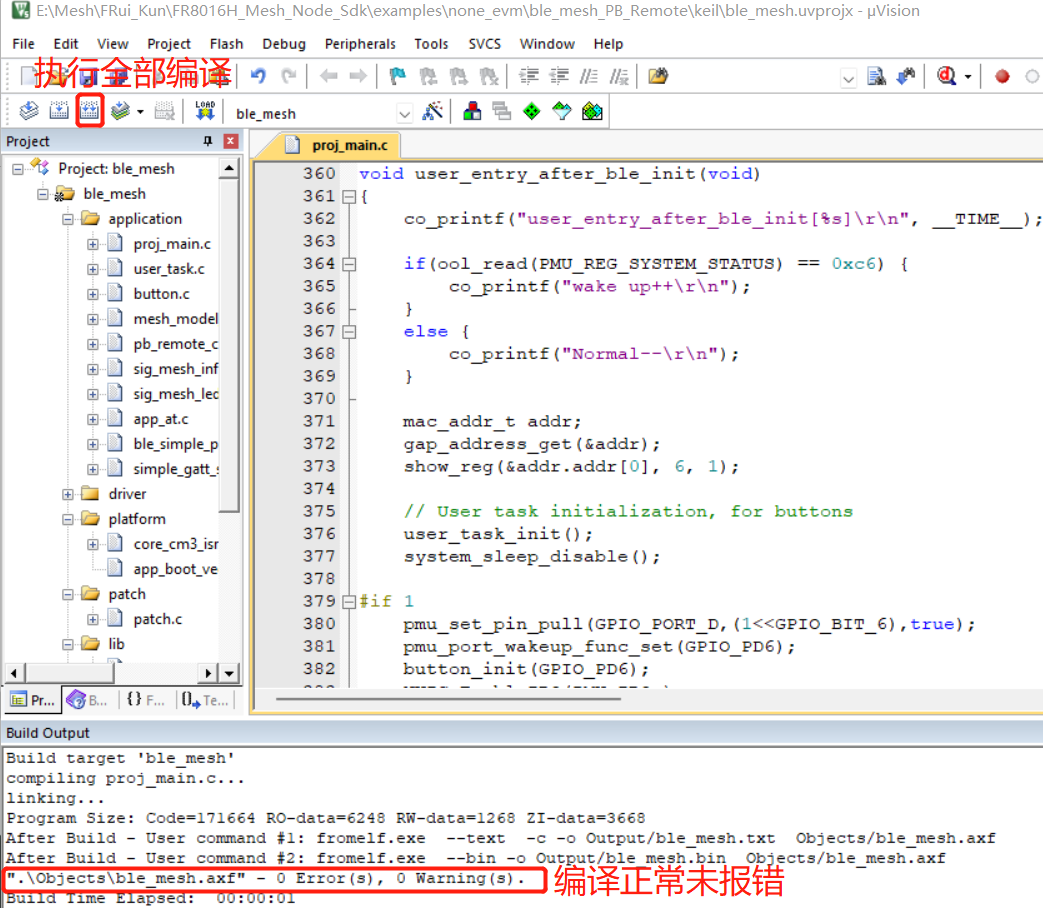 E:\Mesh\FRui_Kun\FR8016H_Mesh_Node_Sdk\examples\none_evm\ble_mesh_PB_Remote\keil\ble_mesh.uvprojx - µVision
File Edit View Project Flash Debug Peripherals Tools SVCS Window Help
执行全部编译
LOAD
ble_mesh
Project
proj_main.c
Project: ble_mesh
ble_mesh
application
proj_main.c
user_task.c
button.c
mesh_model
pb_remote_c
sig_mesh_inf
sig_mesh_lec
app_at.c
ble_simple_p
simple_gatt_s
driver
platform
core_cm3_isr
app_boot_ve
patch
patch.c
lib
Pr... B... {} F... Te...
360 void user_entry_after_ble_init(void)
361 {
362 co_printf("user_entry_after_ble_init[%s]\r\n", __TIME__);
363
364 if(ool_read(PMU_REG_SYSTEM_STATUS) == 0xc6) {
365 co_printf("wake up++\r\n");
366 }
367 else {
368 co_printf("Normal--\r\n");
369 }
370
371 mac_addr_t addr;
372 gap_address_get(&addr);
373 show_reg(&addr.addr[0], 6, 1);
374
375 // User task initialization, for buttons
376 user_task_init();
377 system_sleep_disable();
378
379 #if 1
380 pmu_set_pin_pull(GPIO_PORT_D,(1<<GPIO_BIT_6),true);
381 pmu_port_wakeup_func_set(GPIO_PD6);
382 button_init(GPIO_PD6);
Build Output
Build target 'ble_mesh'
compiling proj_main.c...
linking...
Program Size: Code=171664 RO-data=6248 RW-data=1268 ZI-data=3668
After Build - User command #1: fromelf.exe --text -c -o Output/ble_mesh.txt Objects/ble_mesh.axf
After Build - User command #2: fromelf.exe --bin -o Output/ble_mesh.bin Objects/ble_mesh.axf
".\Objects\ble_mesh.axf" - 0 Error(s), 0 Warning(s).
编译正常未报错
Build Time Elapsed: 00:00:01